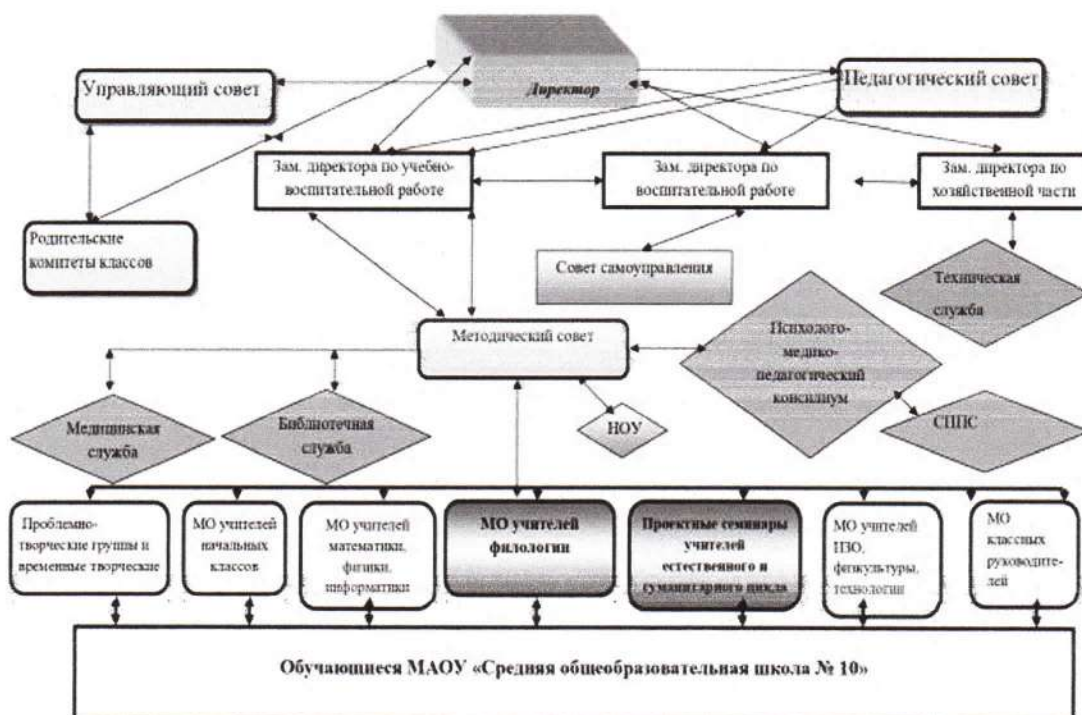 Управляющий совет
Директор
Педагогический совет
Зам. директора по учебно-
воспитательной работе
Зам. директора по
воспитательной работе
Зам. директора по
хозяйственной части
Родительские
комитеты классов
Совет самоуправления
Техническая
служба
Методический совет
Психолого-
медико-
педагогический
консилиум
Медицинская
служба
Библиотечная
служба
НОУ
СППС
Проблемно-
творческие группы и
временные творческие
МО учителей
начальных
классов
МО учителей
математики,
физики,
информатики
МО учителей
филологии
Проектные семинары
учителей
естественного и
гуманитарного цикла
МО учителей
ИЗО,
физкультуры,
технологии
МО
классных
руководите-
лей
Обучающиеся МАОУ «Средняя общеобразовательная школа № 10»